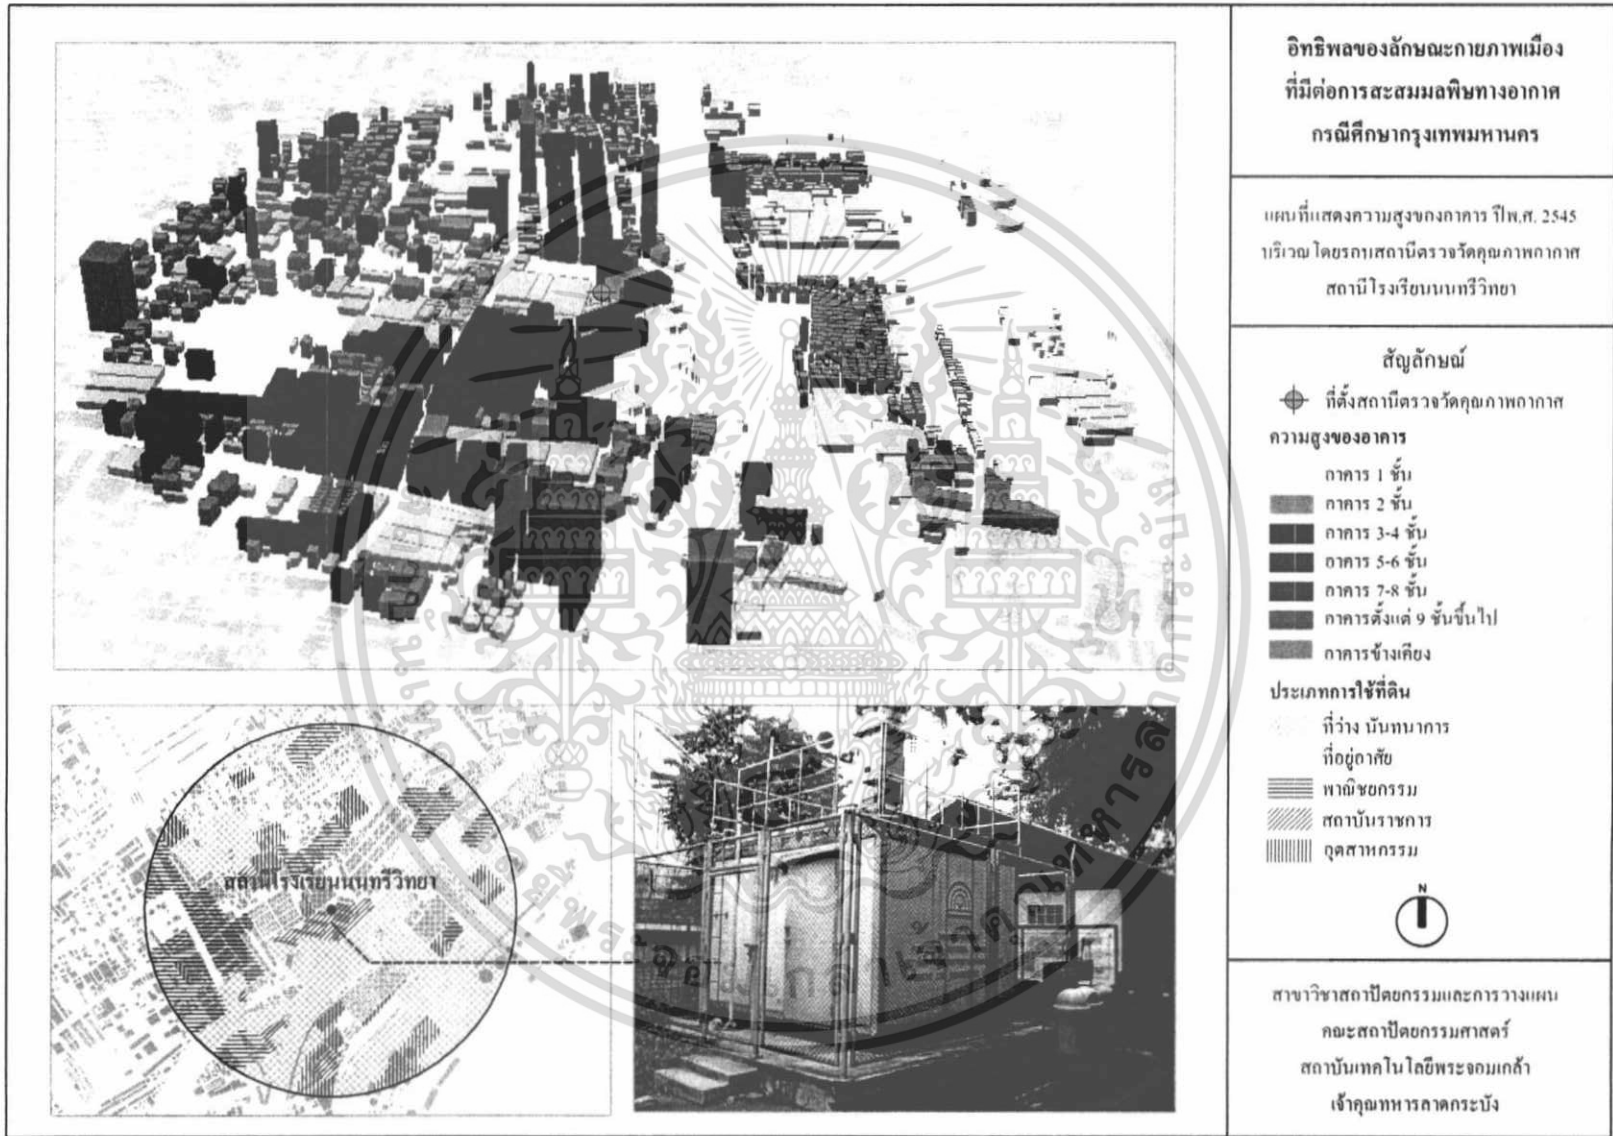 อิทธิพลของลักษณะกายภาพเมือง
ที่มีต่อการสะสมมลพิษทางอากาศ
กรณีศึกษากรุงเทพมหานคร
แผนที่แสดงความสูงของอาคาร ปีพ.ศ. 2545
บริเวณโดยรอบสถานีตรวจวัดคุณภาพอากาศ
สถานีโรงเรียนนนทรีวิทยา
สัญลักษณ์
ที่ตั้งสถานีตรวจวัดคุณภาพอากาศ
ความสูงของอาคาร
อาคาร 1 ชั้น
อาคาร 2 ชั้น
อาคาร 3-4 ชั้น
อาคาร 5-6 ชั้น
อาคาร 7-8 ชั้น
อาคารตั้งแต่ 9 ชั้นขึ้นไป
อาคารข้างเคียง
ประเภทการใช้ที่ดิน
ที่ว่าง นันทนาการ
ที่อยู่อาศัย
พาณิชยกรรม
สถาบันราชการ
อุตสาหกรรม
N
สาขาวิชาสถาปัตยกรรมและการวางแผน
คณะสถาปัตยกรรมศาสตร์
สถาบันเทคโนโลยีพระจอมเกล้า
เจ้าคุณทหารลาดกระบัง
สถานีโรงเรียนนนทรีวิทยา